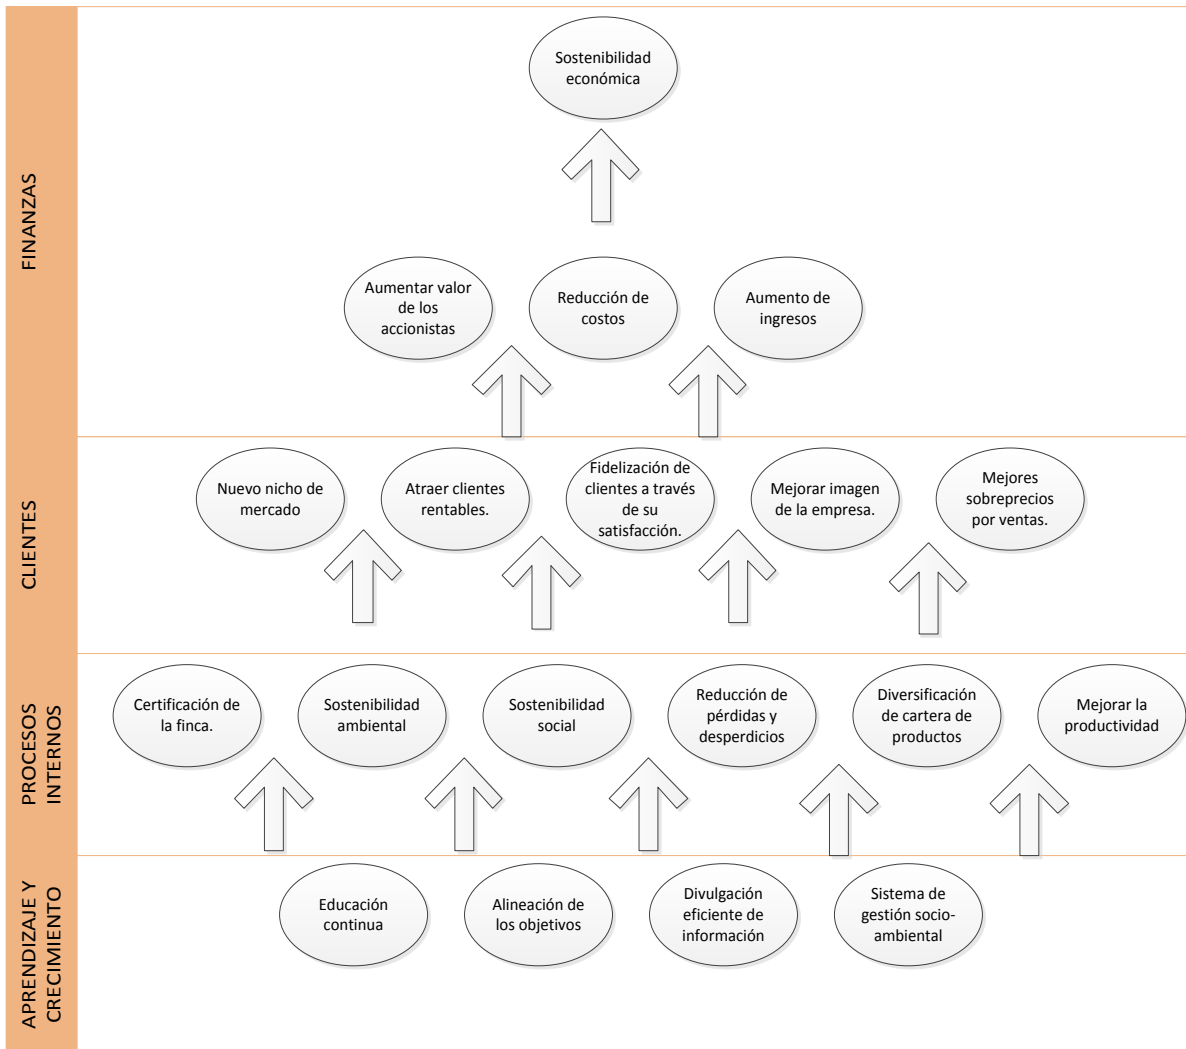 FINANZAS
Sostenibilidad
económica
Aumentar valor
de los
accionistas
Reducción de
costos
Aumento de
ingresos
CLIENTES
Nuevo nicho de
mercado
Atraer clientes
rentables.
Fidelización de
clientes a través
de su
satisfacción.
Mejorar imagen
de la empresa.
Mejores
sobreprecios
por ventas.
PROCESOS
INTERNOS
Certificación de
la finca.
Sostenibilidad
ambiental
Sostenibilidad
social
Reducción de
pérdidas y
desperdicios
Diversificación
de cartera de
productos
Mejorar la
productividad
APRENDIZAJE Y
CRECIMIENTO
Educación
continua
Alineación de
los objetivos
Divulgación
eficiente de
información
Sistema de
gestión socio-
ambiental